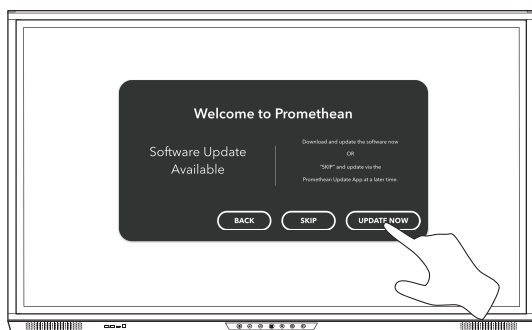 Welcome to Promethean
Software Update
Available
Download and update the software now
OR
"SKIP" and update via the
Promethean Update App at a later time.
BACK
SKIP
UPDATE NOW